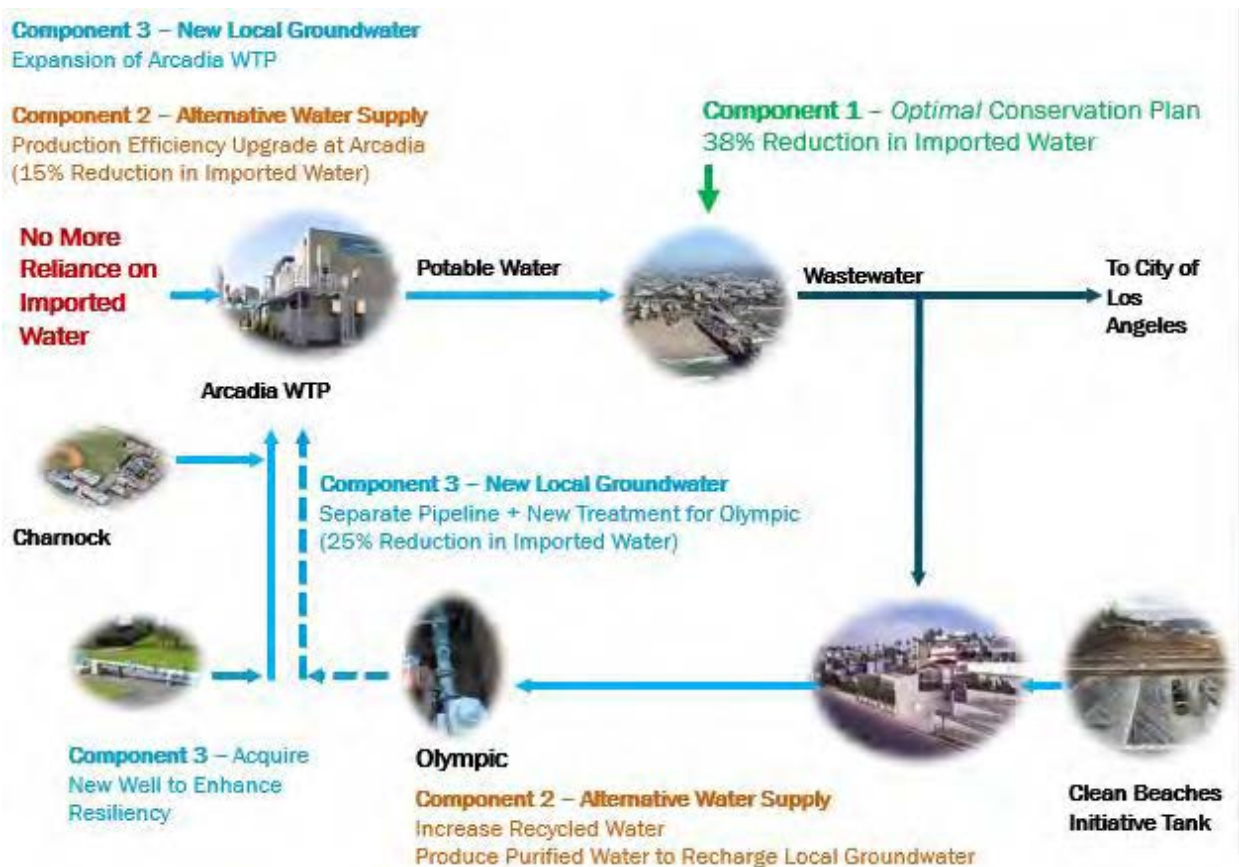 Component 3 – New Local Groundwater
Expansion of Arcadia WTP
Component 2 – Alternative Water Supply
Production Efficiency Upgrade at Arcadia
(15% Reduction in Imported Water)
Component 1 – Optimal Conservation Plan
38% Reduction in Imported Water
No More
Reliance on
Imported
Water
Potable Water
Wastewater
To City of
Los
Angeles
Arcadia WTP
Charnock
Component 3 – New Local Groundwater
Separate Pipeline + New Treatment for Olympic
(25% Reduction in Imported Water)
Component 3 – Acquire
New Well to Enhance
Resiliency
Olympic
Component 2 – Alternative Water Supply
Increase Recycled Water
Produce Purified Water to Recharge Local Groundwater
Clean Beaches
Initiative Tank